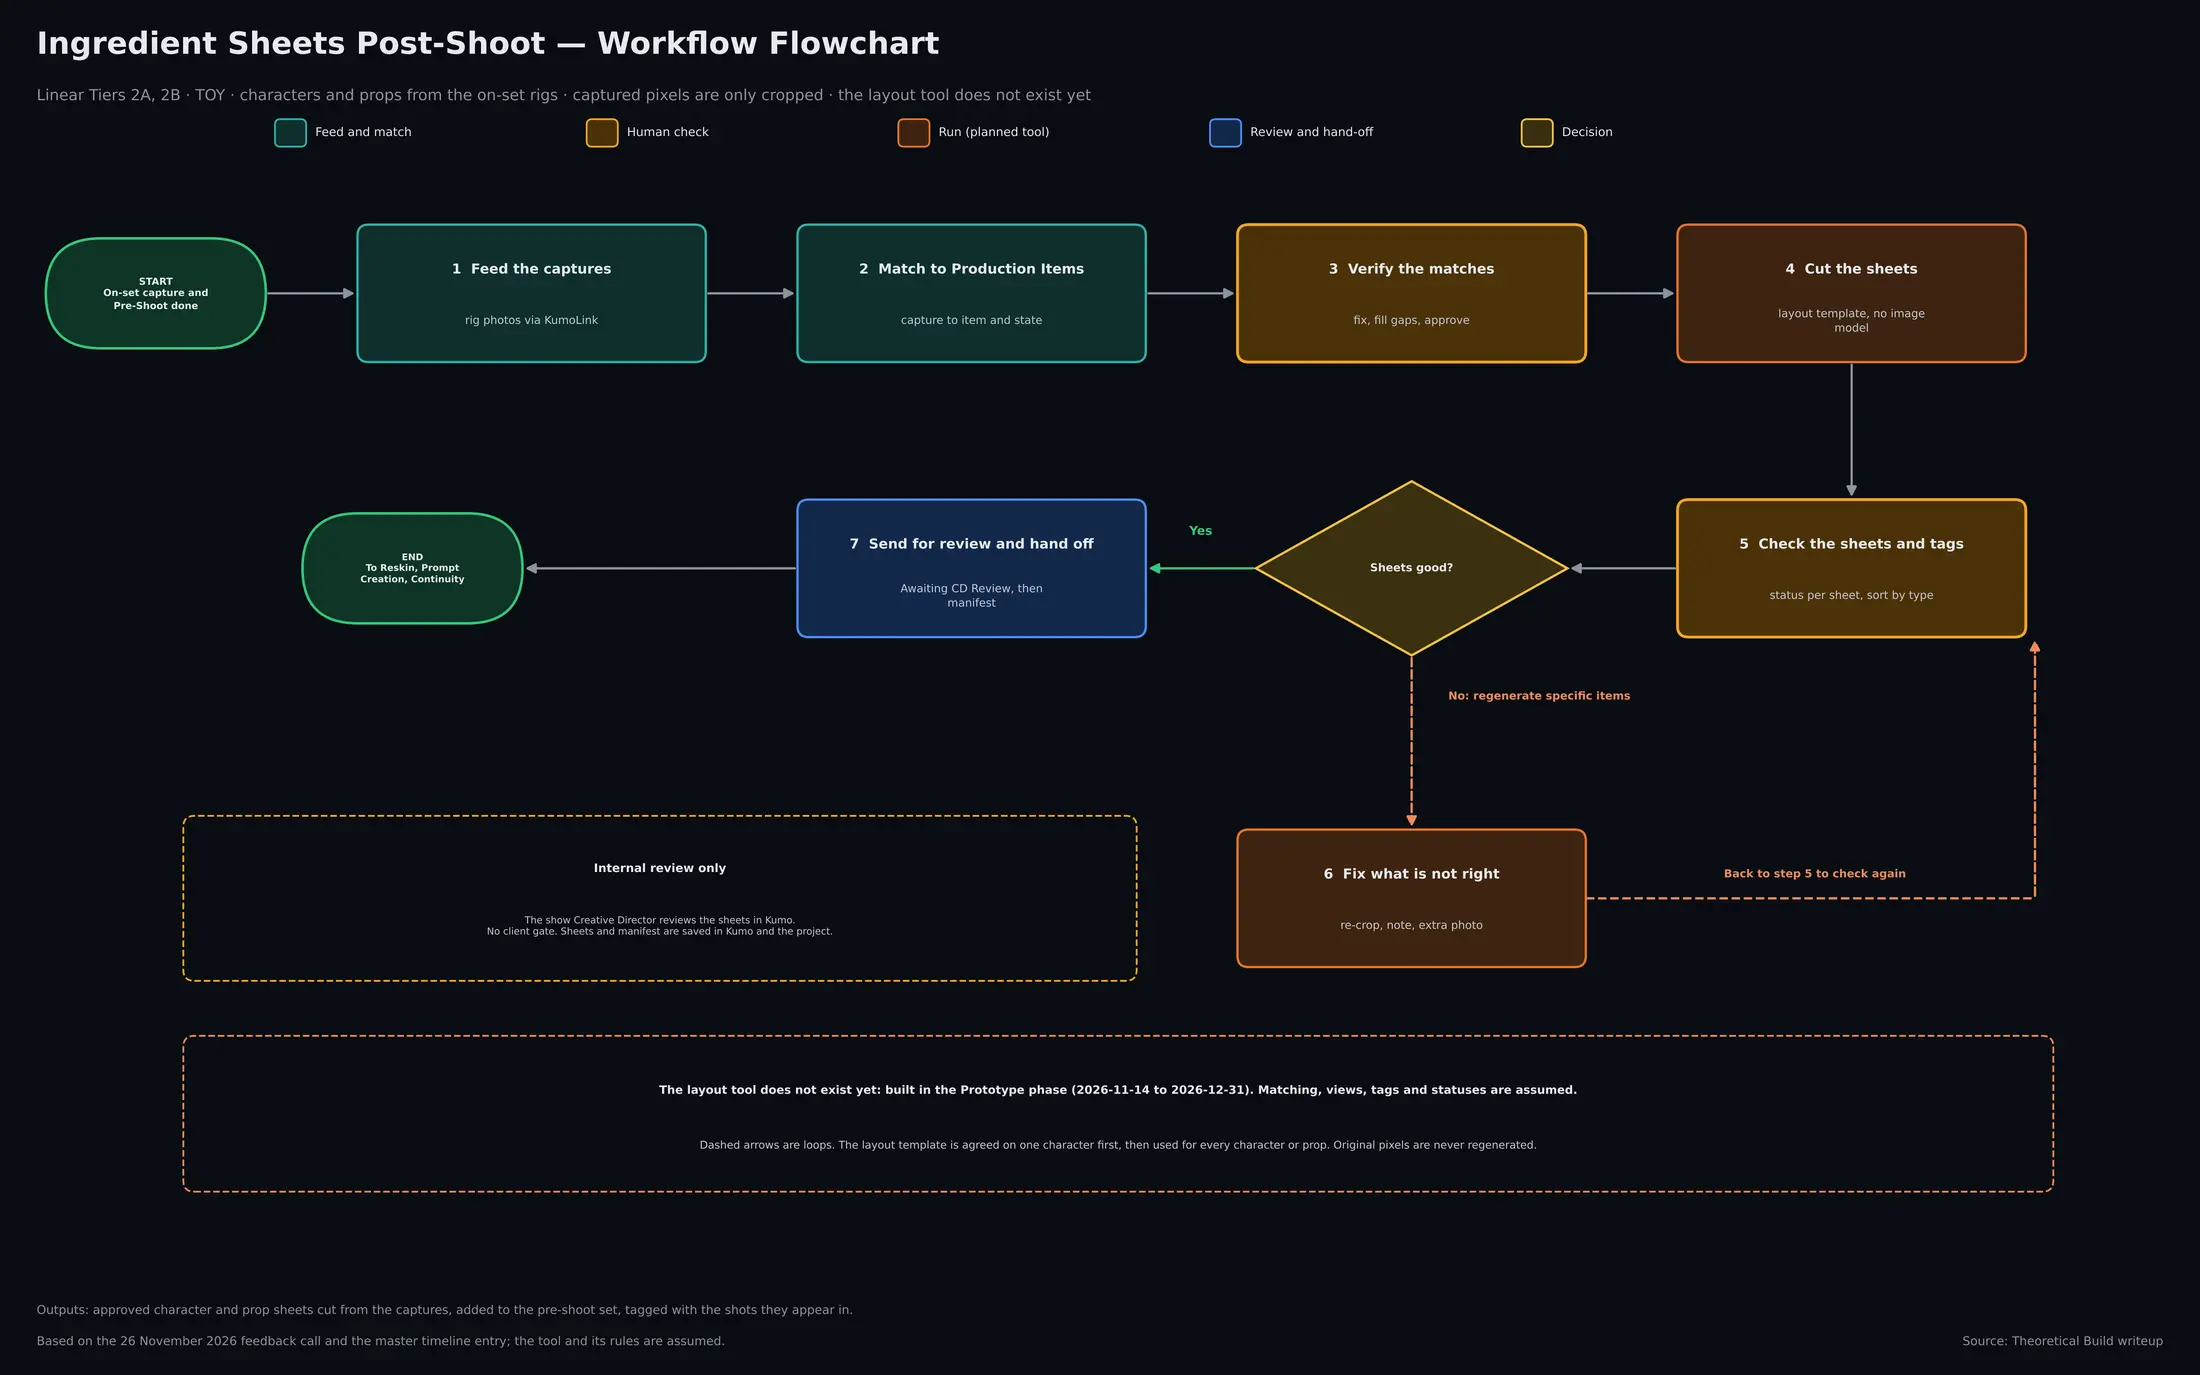 Ingredient Sheets Post-Shoot — Workflow Flowchart
Linear Tiers 2A, 2B · TOY · characters and props from the on-set rigs · captured pixels are only cropped · the layout tool does not exist yet
Feed and match
Human check
Run (planned tool)
Review and hand-off
Decision
START
On-set capture and
Pre-Shoot done
1 Feed the captures
rig photos via KumoLink
2 Match to Production Items
capture to item and state
3 Verify the matches
fix, fill gaps, approve
4 Cut the sheets
layout template, no image
model
END
To Reskin, Prompt
Creation, Continuity
7 Send for review and hand off
Awaiting CD Review, then
manifest
Yes
Sheets good?
5 Check the sheets and tags
status per sheet, sort by type
No: regenerate specific items
Internal review only
The show Creative Director reviews the sheets in Kumo.
No client gate. Sheets and manifest are saved in Kumo and the project.
6 Fix what is not right
re-crop, note, extra photo
Back to step 5 to check again
The layout tool does not exist yet: built in the Prototype phase (2026-11-14 to 2026-12-31). Matching, views, tags and statuses are assumed.
Dashed arrows are loops. The layout template is agreed on one character first, then used for every character or prop. Original pixels are never regenerated.
Outputs: approved character and prop sheets cut from the captures, added to the pre-shoot set, tagged with the shots they appear in.
Based on the 26 November 2026 feedback call and the master timeline entry; the tool and its rules are assumed.
Source: Theoretical Build writeup